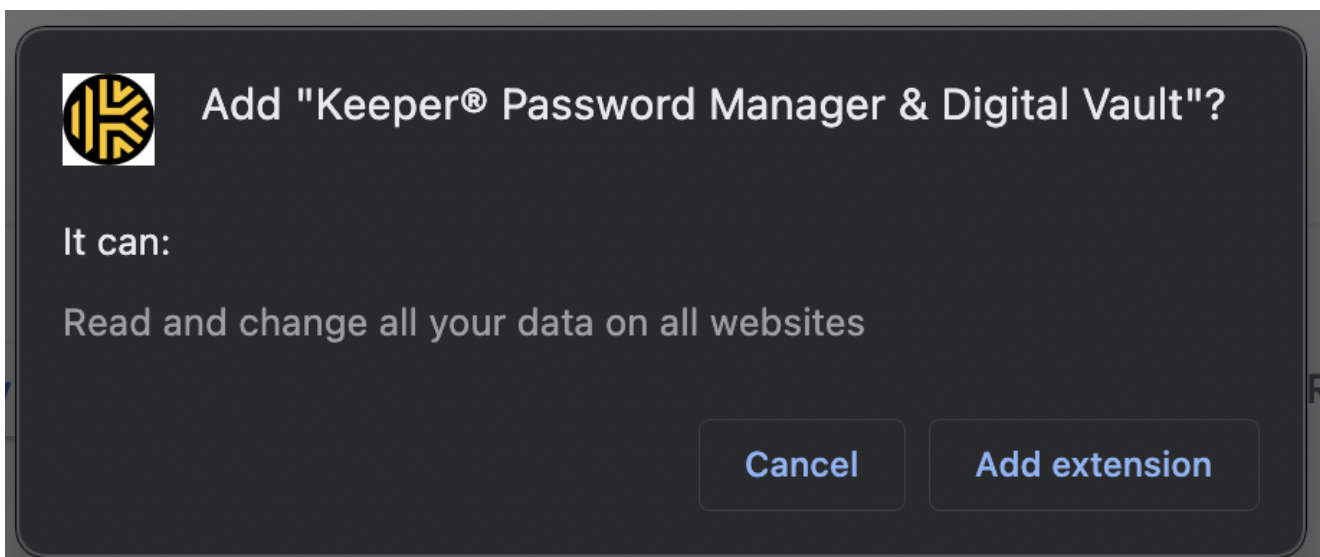 Add "Keeper® Password Manager & Digital Vault"?
It can:
Read and change all your data on all websites
Cancel
Add extension